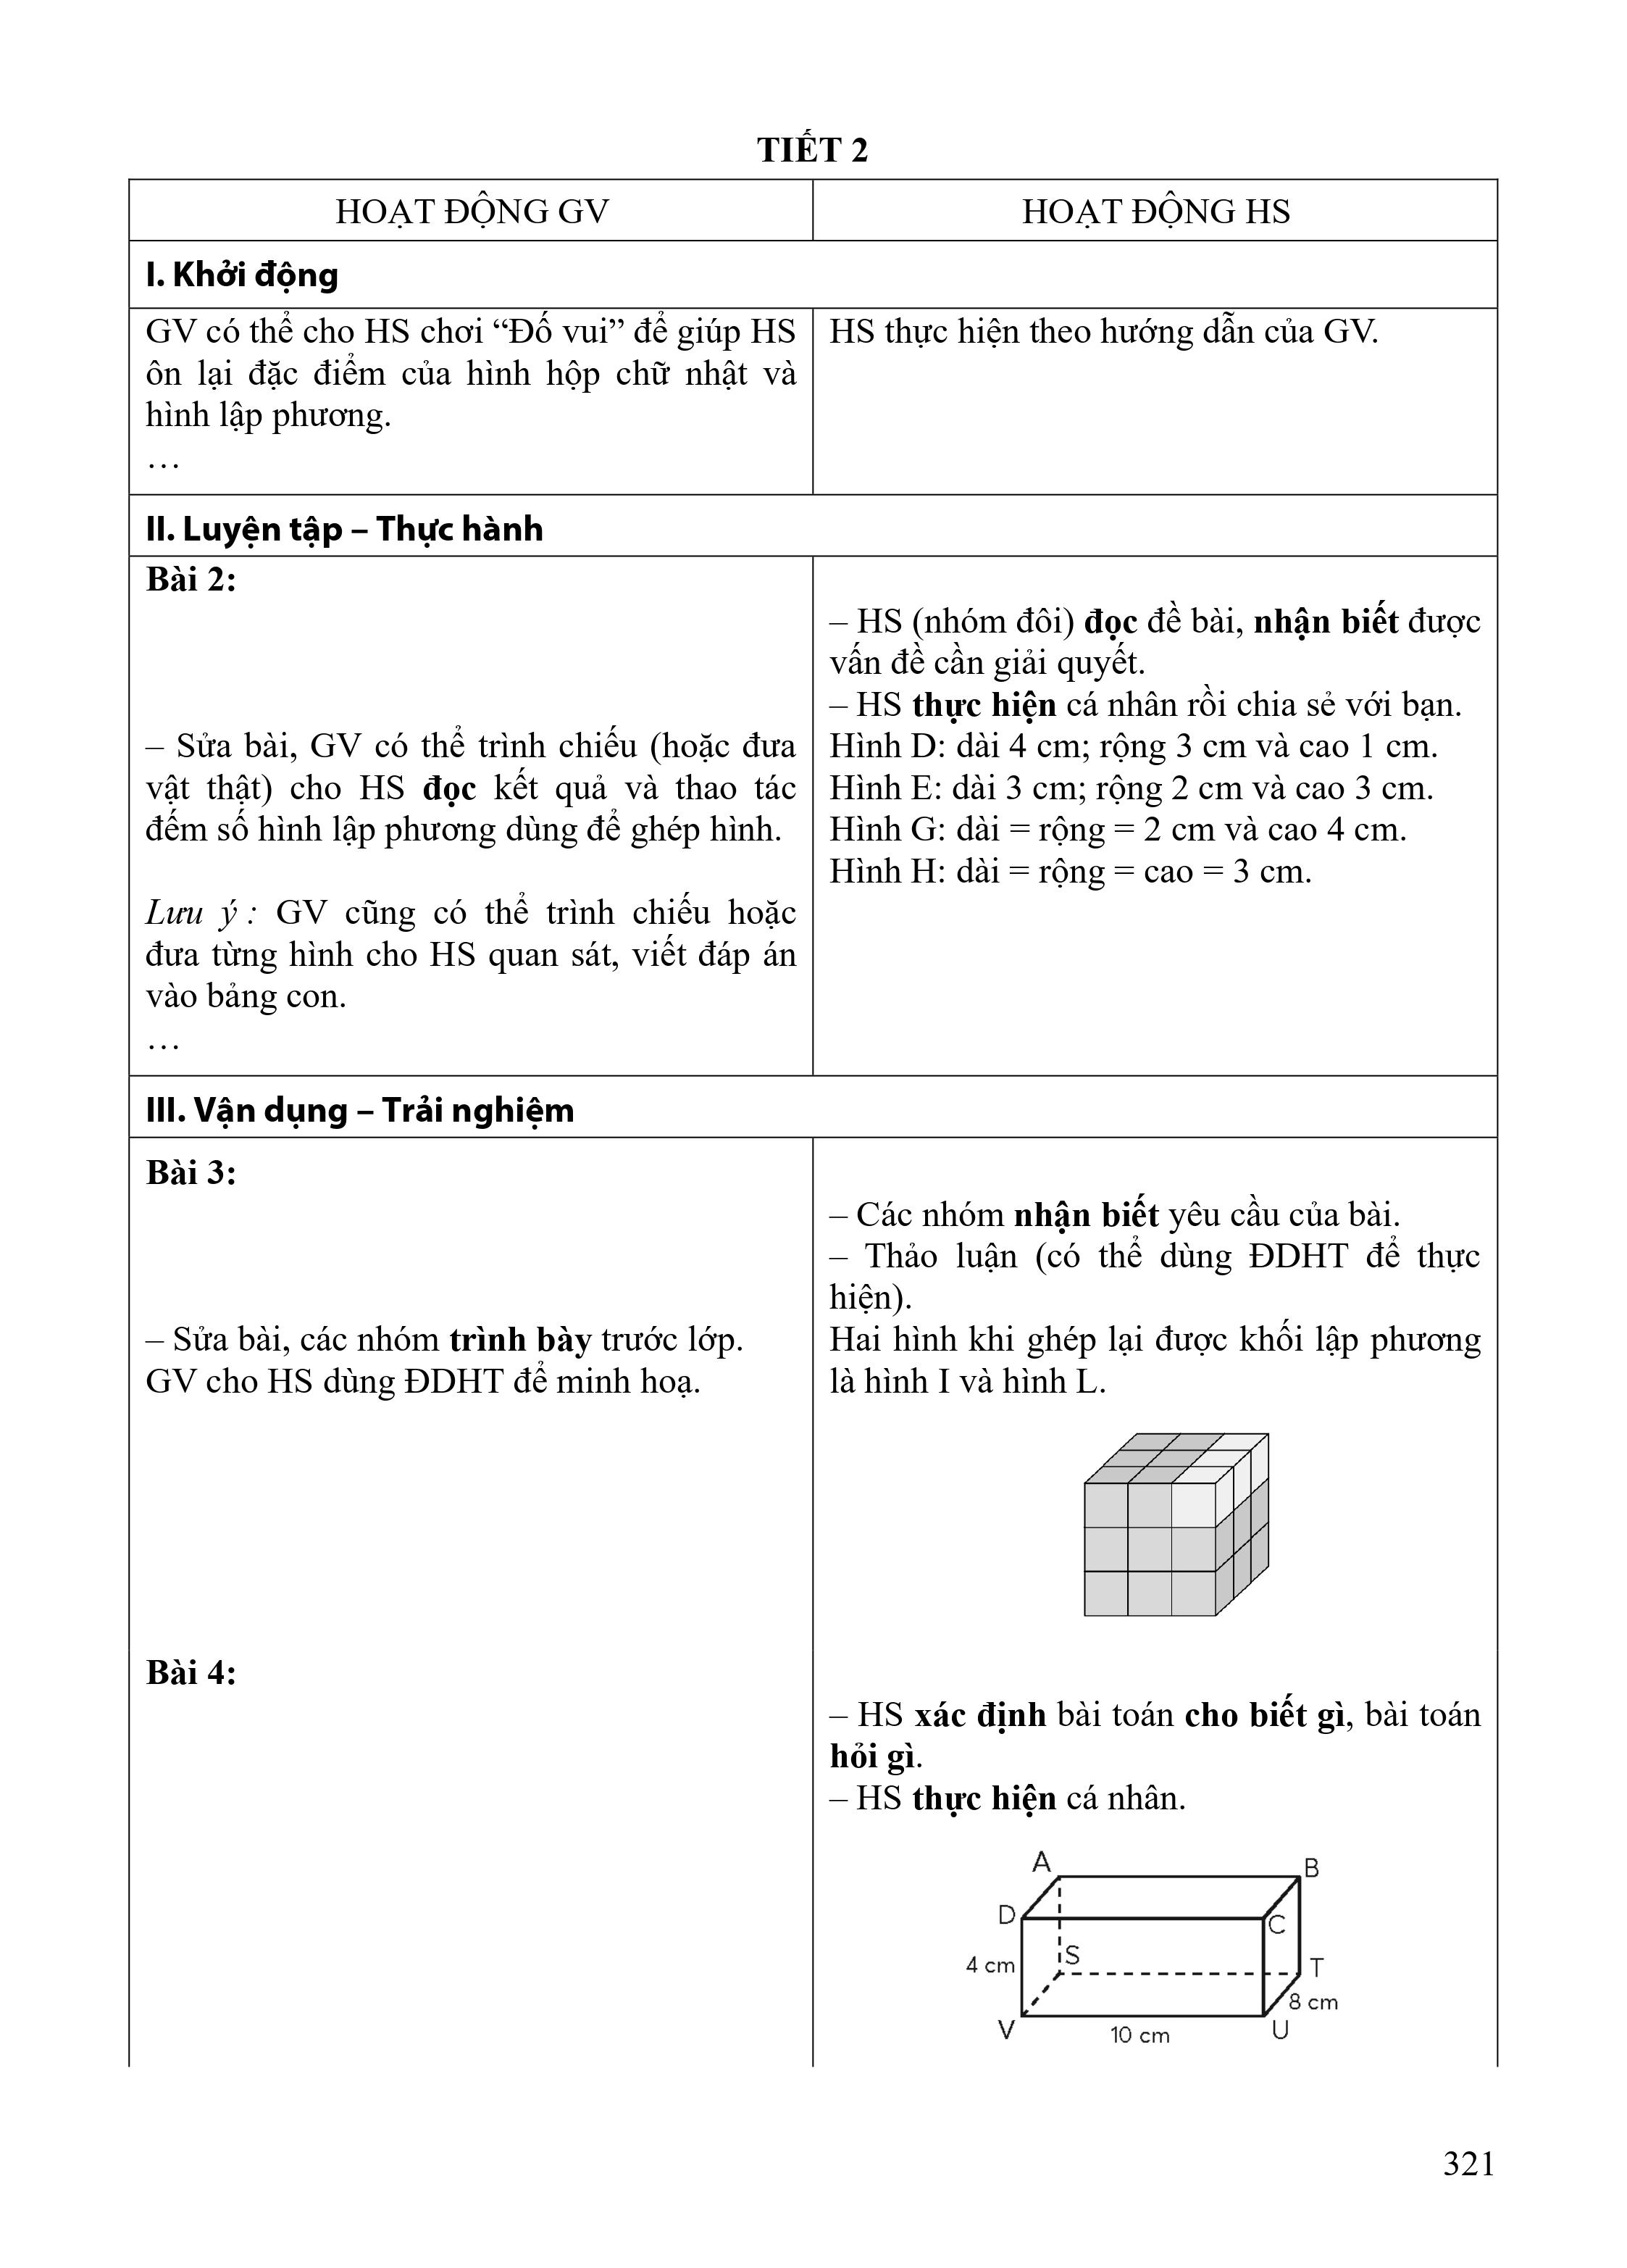 TIẾT 2
HOẠT ĐỘNG GV
HOẠT ĐỘNG HS
I. Khởi động
GV có thể cho HS chơi “Đố vui” để giúp HS
ôn lại đặc điểm của hình hộp chữ nhật và
hình lập phương.
…
HS thực hiện theo hướng dẫn của GV.
II. Luyện tập – Thực hành
Bài 2:
– Sửa bài, GV có thể trình chiếu (hoặc đưa
vật thật) cho HS đọc kết quả và thao tác
đếm số hình lập phương dùng để ghép hình.
Lưu ý : GV cũng có thể trình chiếu hoặc
đưa từng hình cho HS quan sát, viết đáp án
vào bảng con.
…
– HS (nhóm đôi) đọc đề bài, nhận biết được
vấn đề cần giải quyết.
– HS thực hiện cá nhân rồi chia sẻ với bạn.
Hình D: dài 4 cm; rộng 3 cm và cao 1 cm.
Hình E: dài 3 cm; rộng 2 cm và cao 3 cm.
Hình G: dài = rộng = 2 cm và cao 4 cm.
Hình H: dài = rộng = cao = 3 cm.
III. Vận dụng – Trải nghiệm
Bài 3:
– Sửa bài, các nhóm trình bày trước lớp.
GV cho HS dùng ĐDHT để minh hoạ.
– Các nhóm nhận biết yêu cầu của bài.
– Thảo luận (có thể dùng ĐDHT để thực
hiện).
Hai hình khi ghép lại được khối lập phương
là hình I và hình L.
Bài 4:
– HS xác định bài toán cho biết gì, bài toán
hỏi gì.
– HS thực hiện cá nhân.
A
B
D
C
S
4 cm
T
8 cm
V
10 cm
U
321